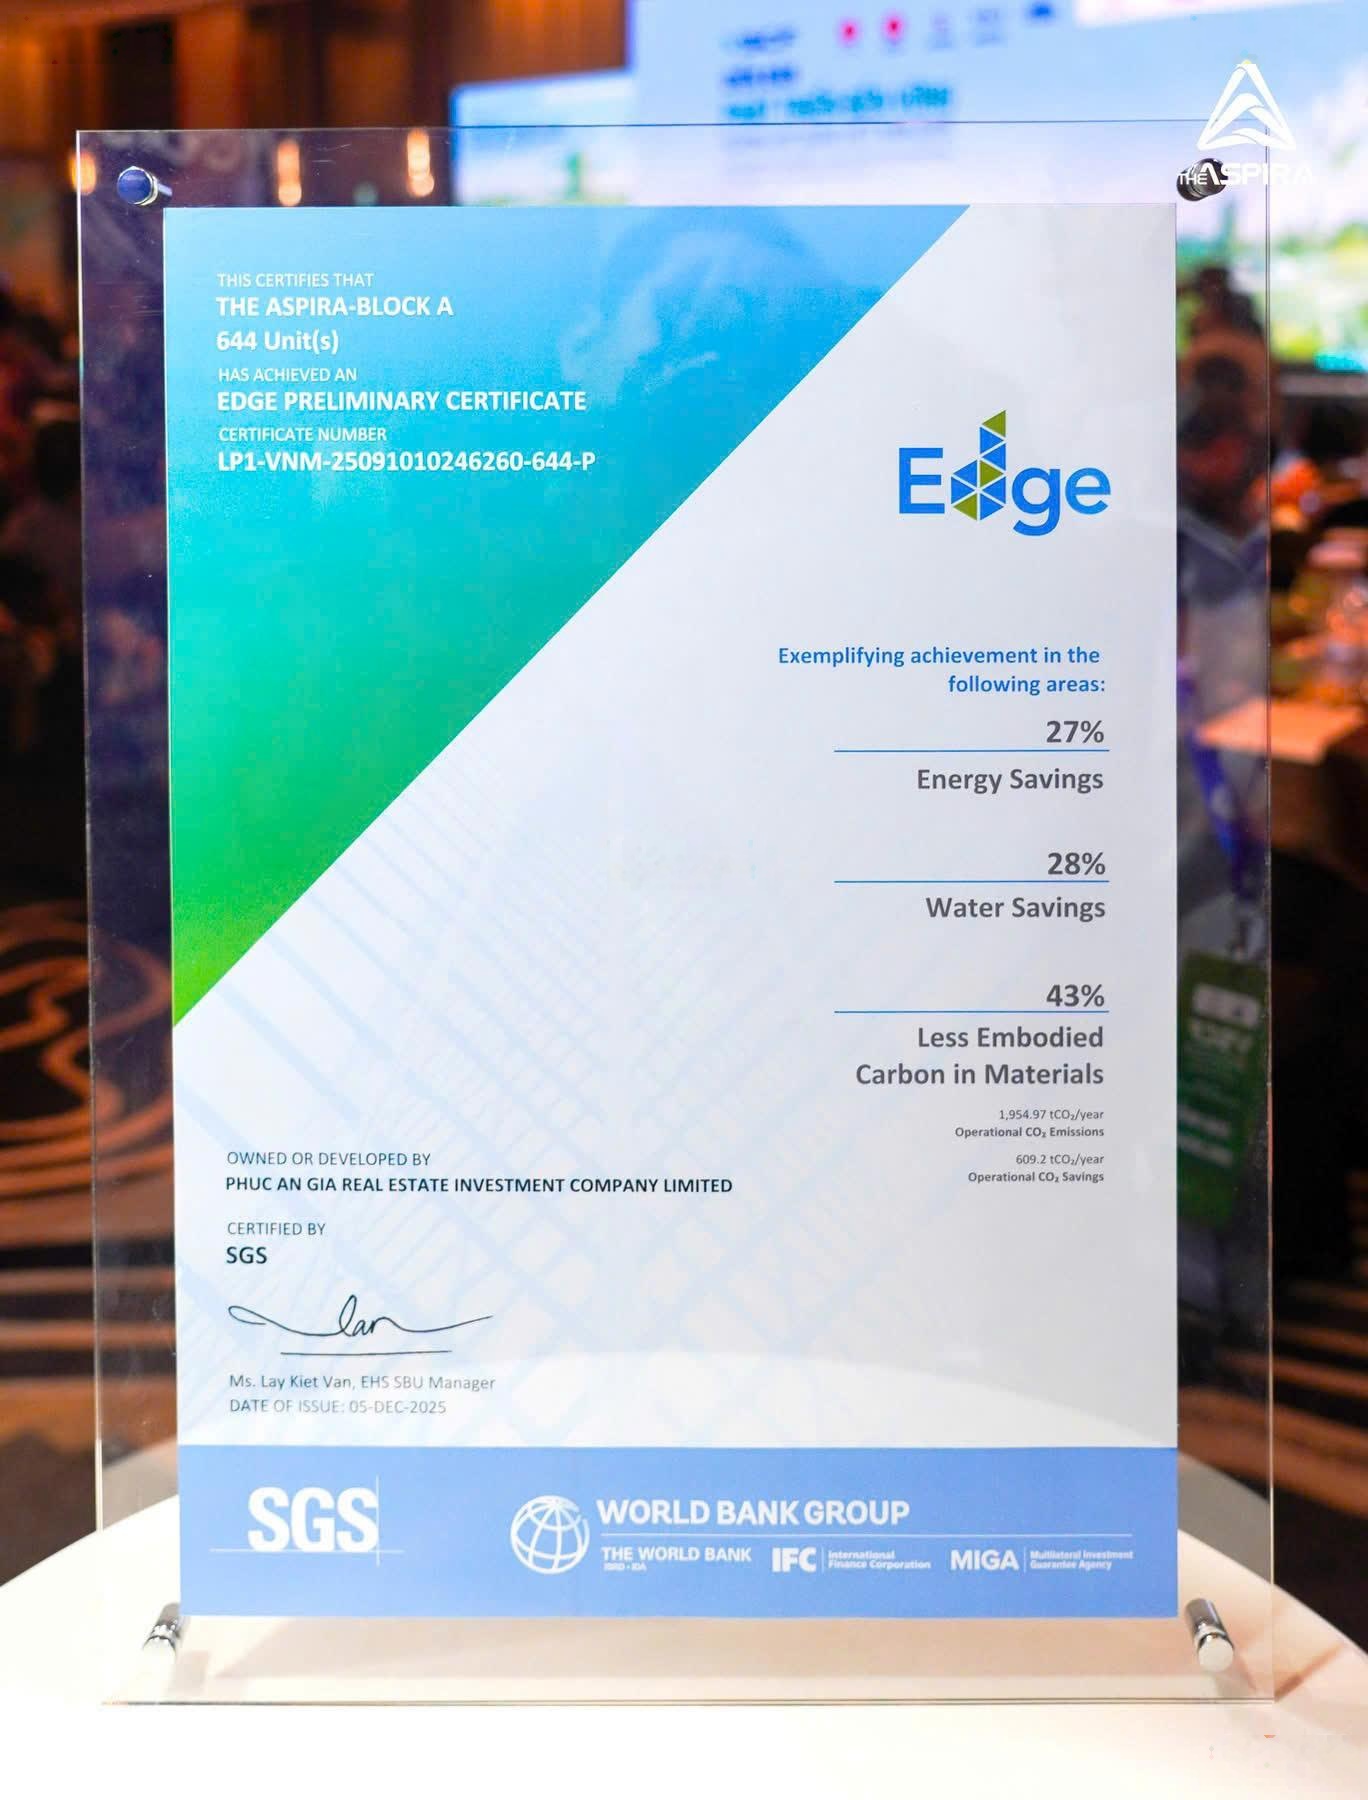 THE ASPIRA
THIS CERTIFIES THAT
THE ASPIRA-BLOCK A
644 Unit(s)
HAS ACHIEVED AN
EDGE PRELIMINARY CERTIFICATE
CERTIFICATE NUMBER
LP1-VNM-25091010246260-644-P
Edge
Exemplifying achievement in the
following areas:
27%
Energy Savings
28%
Water Savings
43%
Less Embodied
Carbon in Materials
1,954.97 tCO₂/year
Operational CO₂ Emissions
609.2 tCO₂/year
Operational CO₂ Savings
OWNED OR DEVELOPED BY
PHUC AN GIA REAL ESTATE INVESTMENT COMPANY LIMITED
CERTIFIED BY
SGS
Ms. Lay Kiet Van, EHS SBU Manager
DATE OF ISSUE: 05-DEC-2025
SGS
WORLD BANK GROUP
THE WORLD BANK
IBRD • IDA
IFC International
Finance Corporation
MIGA Multilateral Investment
Guarantee Agency